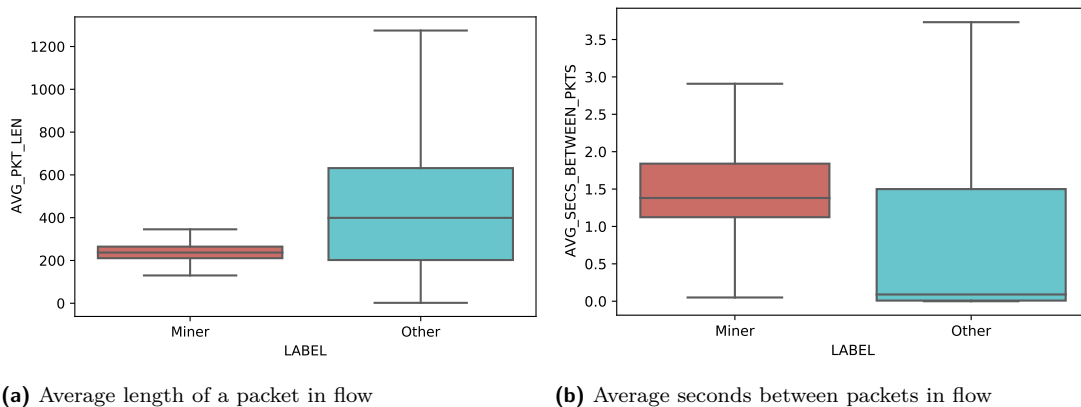 AVG_PKT_LEN
1200
1000
800
600
400
200
0
Miner
Other
LABEL
AVG_SECS_BETWEEN_PKTS
3.5
3.0
2.5
2.0
1.5
1.0
0.5
0.0
Miner
Other
LABEL
(a) Average length of a packet in flow
(b) Average seconds between packets in flow